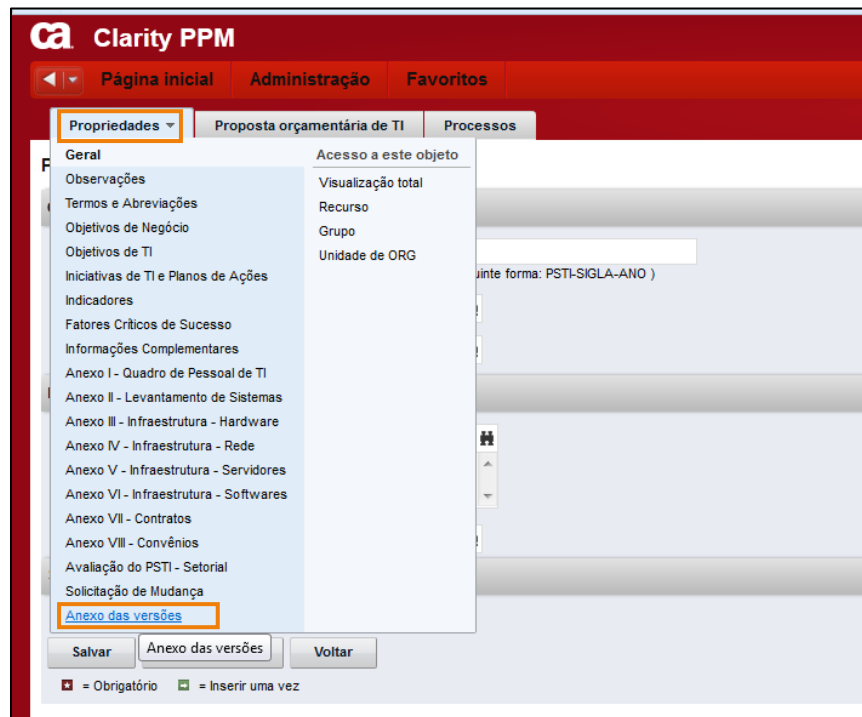 ca Clarity PPM
Página inicial Administração Favoritos
Propriedades Proposta orçamentária de TI Processos
Geral
Observações
Termos e Abreviações
Objetivos de Negócio
Objetivos de TI
Iniciativas de TI e Planos de Ações
Indicadores
Fatores Críticos de Sucesso
Informações Complementares
Anexo I - Quadro de Pessoal de TI
Anexo II - Levantamento de Sistemas
Anexo III - Infraestrutura - Hardware
Anexo IV - Infraestrutura - Rede
Anexo V - Infraestrutura - Servidores
Anexo VI - Infraestrutura - Softwares
Anexo VII - Contratos
Anexo VIII - Convênios
Avaliação do PSTI - Setorial
Solicitação de Mudança
Anexo das versões
Acesso a este objeto
Visualização total
Recurso
Grupo
Unidade de ORG
uinte forma: PSTI-SIGLA-ANO )
Salvar Anexo das versões Voltar
= Obrigatório = Inserir uma vez